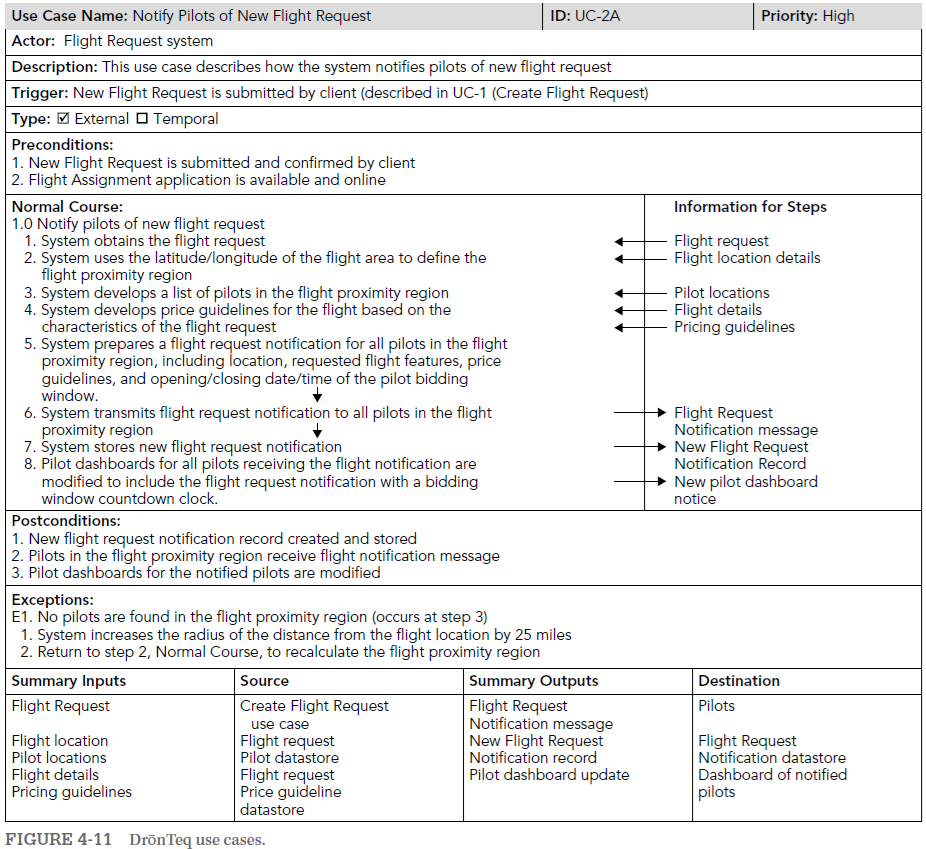 Use Case Name: Notify Pilots of New Flight Request ID: UC-2A Priority: High
Actor: Flight Request system
Description: This use case describes how the system notifies pilots of new flight request
Trigger: New Flight Request is submitted by client (described in UC-1 (Create Flight Request)
Type: ☑ External ☐ Temporal
Preconditions:
1. New Flight Request is submitted and confirmed by client
2. Flight Assignment application is available and online
Normal Course: Information for Steps
1.0 Notify pilots of new flight request
1. System obtains the flight request ← Flight request
2. System uses the latitude/longitude of the flight area to define the ← Flight location details
flight proximity region
3. System develops a list of pilots in the flight proximity region ← Pilot locations
4. System develops price guidelines for the flight based on the ← Flight details
characteristics of the flight request ← Pricing guidelines
5. System prepares a flight request notification for all pilots in the flight
proximity region, including location, requested flight features, price
guidelines, and opening/closing date/time of the pilot bidding
window. ↓
6. System transmits flight request notification to all pilots in the flight → Flight Request
proximity region ↓ Notification message
7. System stores new flight request notification → New Flight Request
8. Pilot dashboards for all pilots receiving the flight notification are Notification Record
modified to include the flight request notification with a bidding → New pilot dashboard
window countdown clock. notice
Postconditions:
1. New flight request notification record created and stored
2. Pilots in the flight proximity region receive flight notification message
3. Pilot dashboards for the notified pilots are modified
Exceptions:
E1. No pilots are found in the flight proximity region (occurs at step 3)
1. System increases the radius of the distance from the flight location by 25 miles
2. Return to step 2, Normal Course, to recalculate the flight proximity region
Summary Inputs Source Summary Outputs Destination
Flight Request Create Flight Request Flight Request Pilots
use case Notification message
Flight location Flight request New Flight Request Flight Request
Pilot locations Pilot datastore Notification record Notification datastore
Flight details Flight request Pilot dashboard update Dashboard of notified
Pricing guidelines Price guideline pilots
datastore
FIGURE 4-11 DrōnTeq use cases.